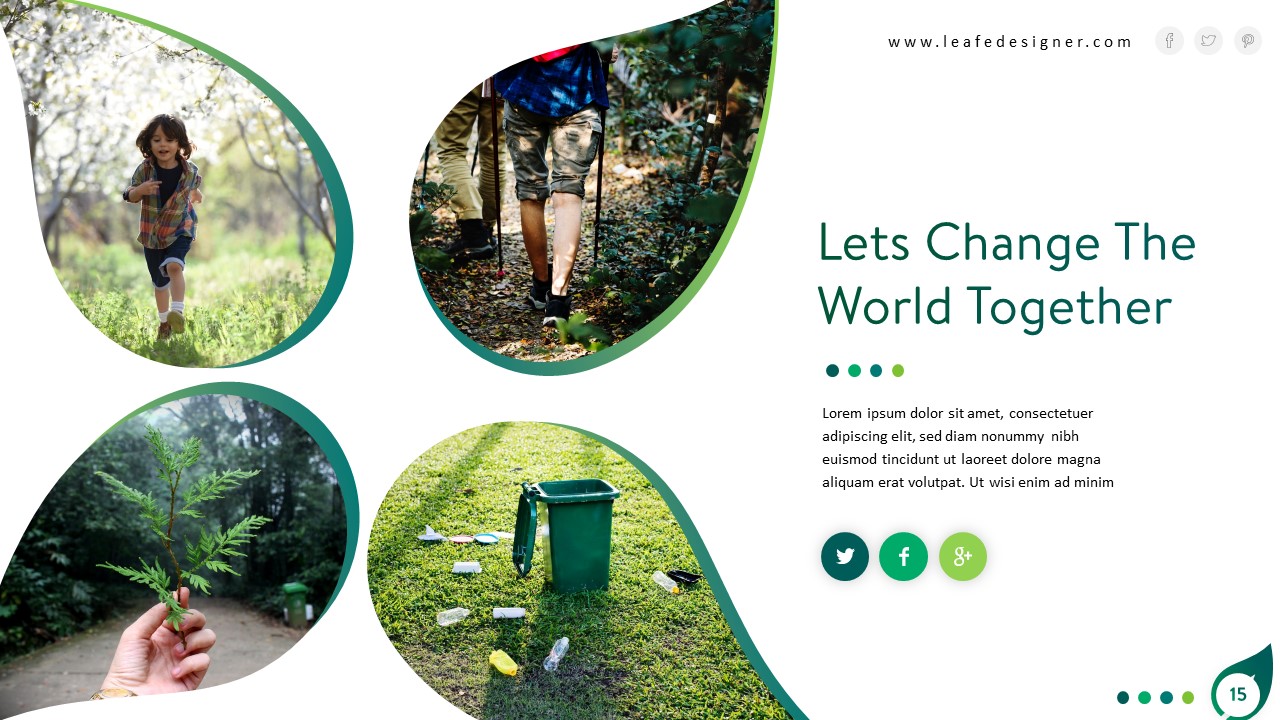 www.leafedesigner.com
Lets Change The
World Together
Lorem ipsum dolor sit amet, consectetuer
adipiscing elit, sed diam nonummy nibh
euismod tincidunt ut laoreet dolore magna
aliquam erat volutpat. Ut wisi enim ad minim
15